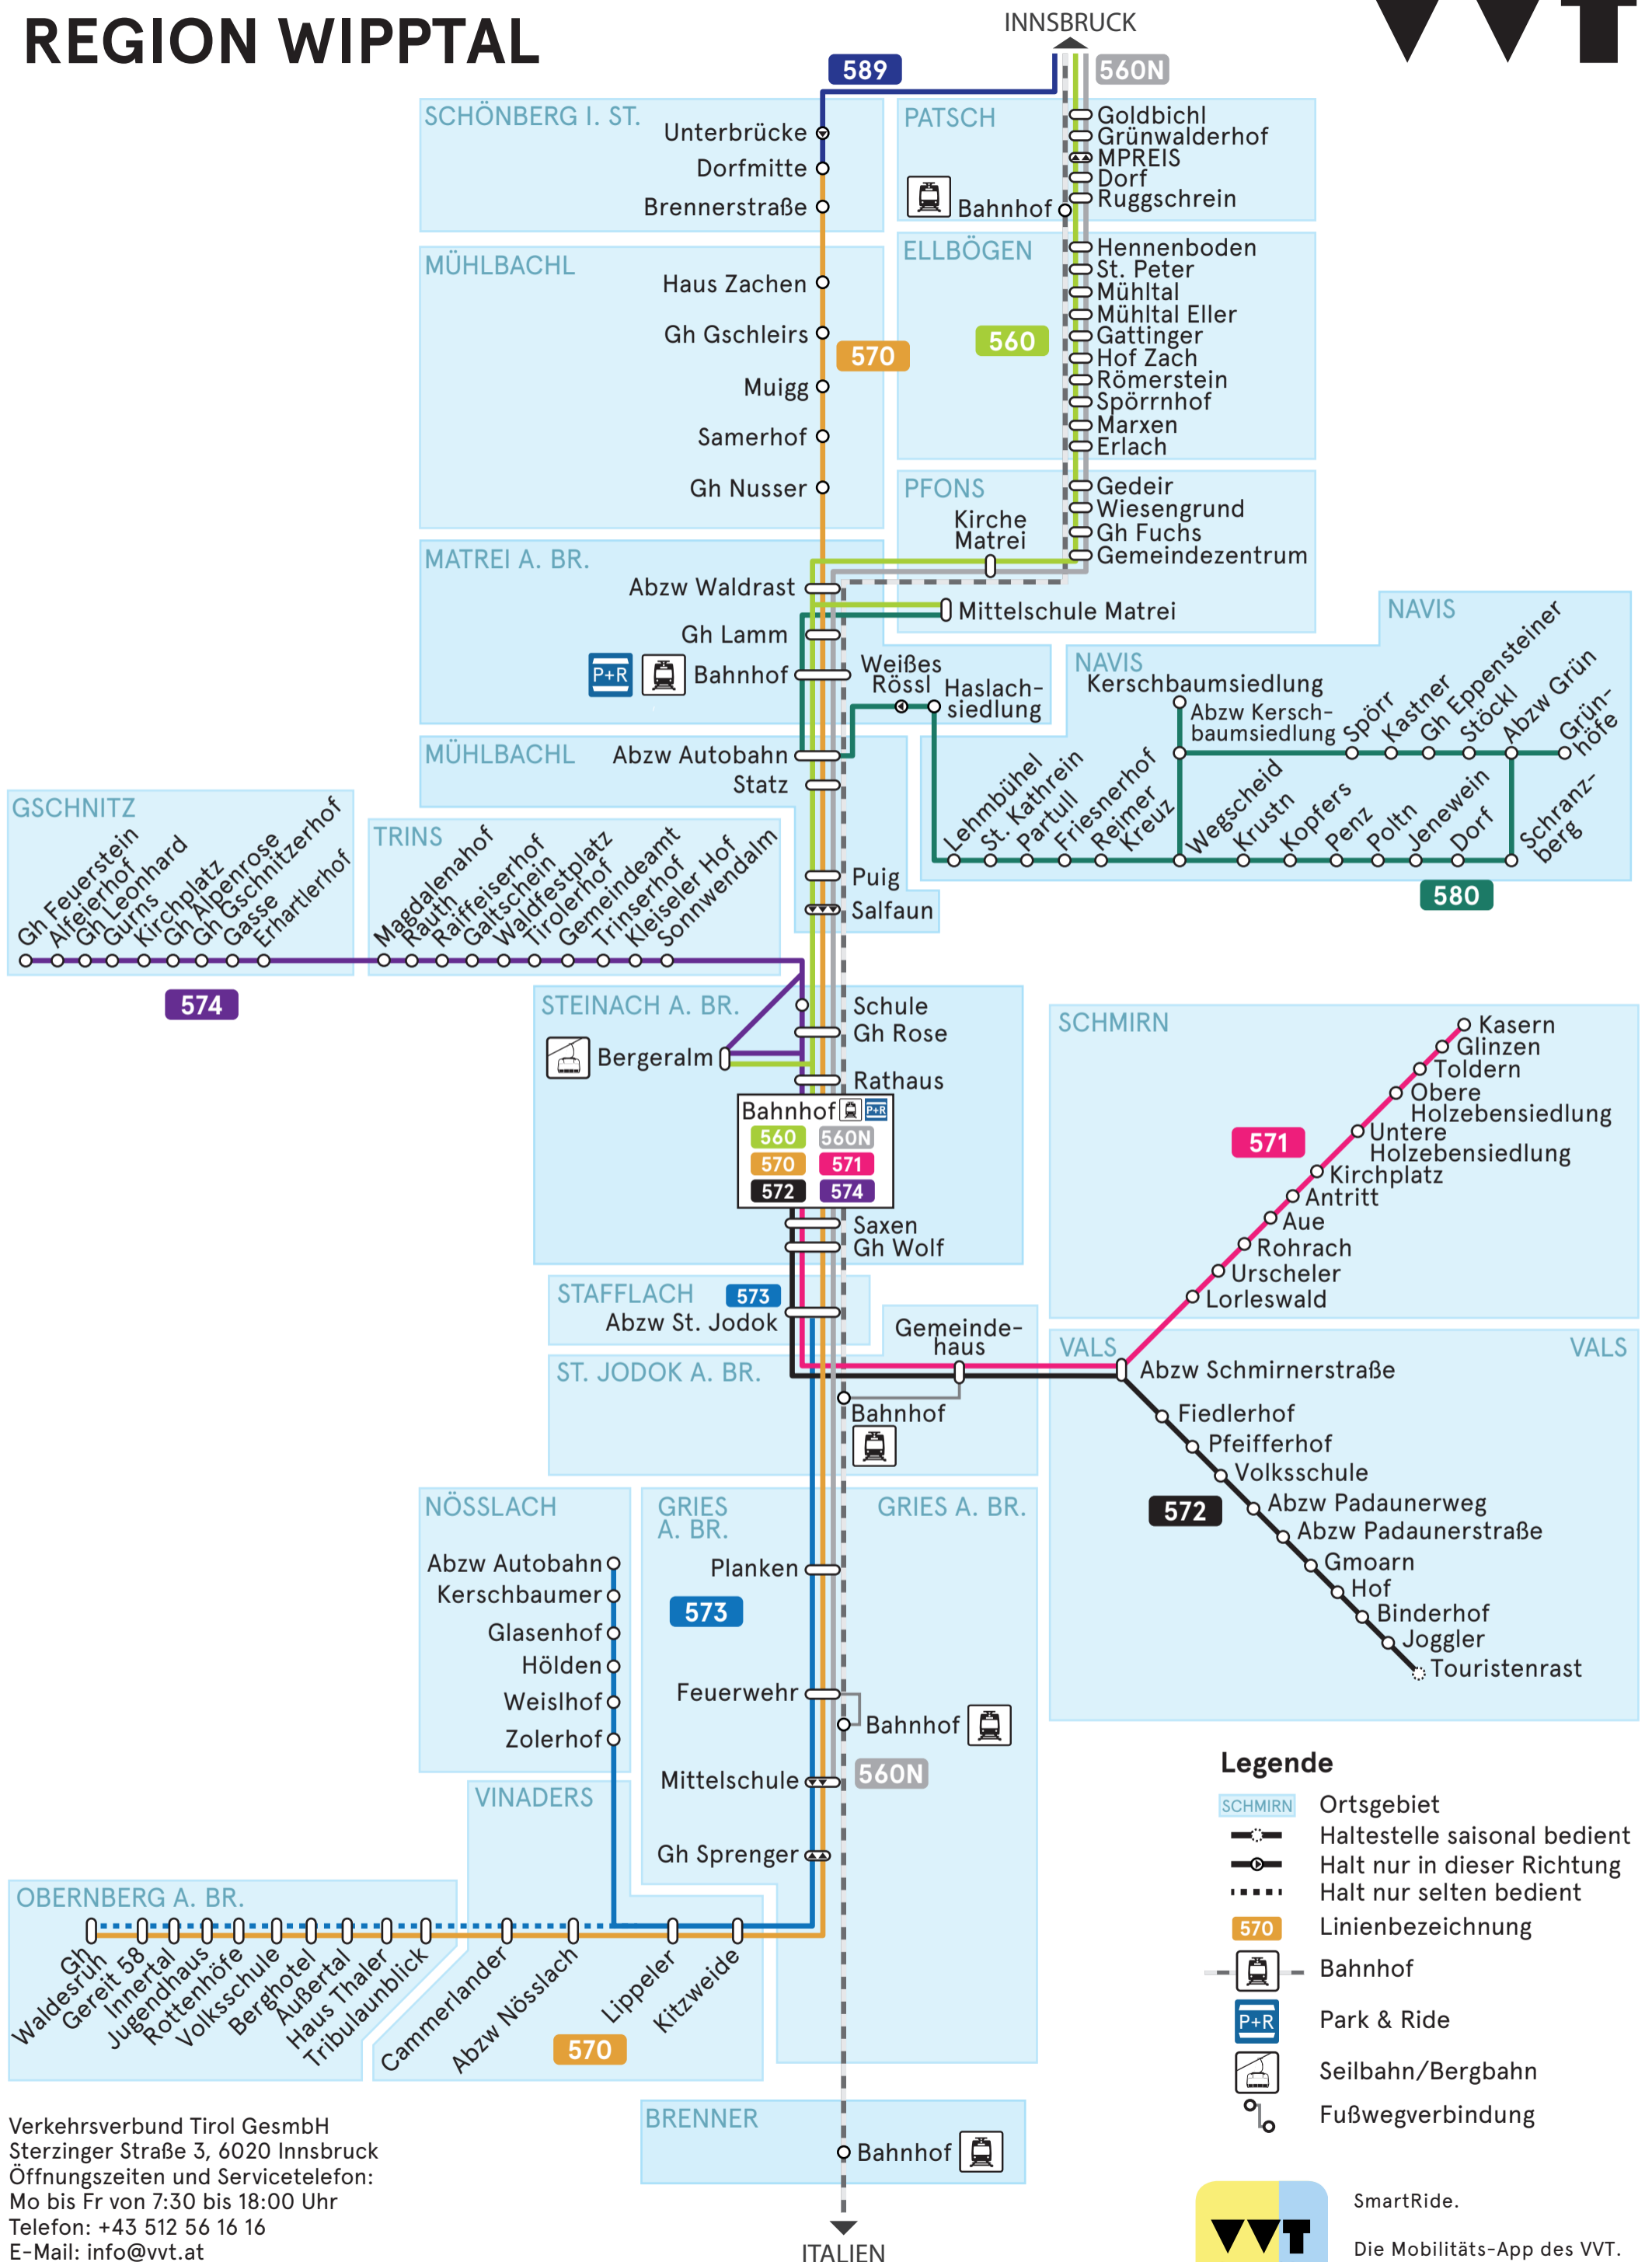 REGION WIPPTAL
INNSBRUCK
VVT
589
560N
SCHÖNBERG I. ST.
Unterbrücke
Dorfmitte
Brennerstraße
PATSCH
Goldbichl
Grünwalderhof
MPREIS
Dorf
Ruggschrein
Bahnhof
MÜHLBACHL
Haus Zachen
Gh Gschleirs
570
Muigg
Samerhof
Gh Nusser
ELLBÖGEN
560
Hennenboden
St. Peter
Mühltal
Mühltal Eller
Gattinger
Hof Zach
Römerstein
Spörrnhof
Marxen
Erlach
PFONS
Gedeir
Wiesengrund
Gh Fuchs
Gemeindezentrum
Kirche
Matrei
Mittelschule Matrei
MATREI A. BR.
Abzw Waldrast
Gh Lamm
P+R
Bahnhof
Weißes
Rössl
Haslach-
siedlung
NAVIS
NAVIS
Kerschbaumsiedlung
Abzw Kersch-
baumsiedlung
Spörr
Kastner
Gh Eppensteiner
Stöckl
Abzw Grün
Grün-
höfe
Lehmbühel
St. Kathrein
Partull
Friesnerhof
Reimer
Kreuz
Wegscheid
Krustn
Kopfers
Penz
Poltn
Jenewein
Dorf
Schranz-
berg
580
MÜHLBACHL
Abzw Autobahn
Statz
Puig
Salfaun
GSCHNITZ
Gh Feuerstein
Alfeierhof
Gh Leonhard
Gurns
Kirchplatz
Gh Alpenrose
Gh Gschnitzerhof
Gasse
Erhartlerhof
574
TRINS
Magdalenahof
Rauth
Raiffeiserhof
Galtschein
Waldfestplatz
Tirolerhof
Gemeindeamt
Trinserhof
Kleiseler Hof
Sonnwendalm
STEINACH A. BR.
Schule
Gh Rose
Bergeralm
Rathaus
Bahnhof
P+R
560
560N
570
571
572
574
Saxen
Gh Wolf
SCHMIRN
Kasern
Glinzen
Toldern
Obere
Holzebensiedlung
Untere
Holzebensiedlung
571
Kirchplatz
Antritt
Aue
Rohrach
Urscheler
Lorleswald
STAFFLACH
573
Abzw St. Jodok
ST. JODOK A. BR.
Gemeinde-
haus
Bahnhof
VALS
VALS
Abzw Schmirnerstraße
Fiedlerhof
Pfeifferhof
Volksschule
572
Abzw Padaunerweg
Abzw Padaunerstraße
Gmoarn
Hof
Binderhof
Joggler
Touristenrast
NÖSSLACH
Abzw Autobahn
Kerschbaumer
Glasenhof
Hölden
Weislhof
Zolerhof
GRIES
A. BR.
GRIES A. BR.
Planken
573
Feuerwehr
Bahnhof
Mittelschule
560N
Gh Sprenger
VINADERS
OBERNBERG A. BR.
Gh
Waldesruh
Gereit 58
Innertal
Jugendhaus
Rottenhöfe
Volksschule
Berghotel
Außertal
Haus Thaler
Tribulaunblick
Cammerlander
Abzw Nösslach
Lippeler
Kitzweide
570
BRENNER
Bahnhof
ITALIEN
Legende
SCHMIRN
Ortsgebiet
Haltestelle saisonal bedient
Halt nur in dieser Richtung
Halt nur selten bedient
570
Linienbezeichnung
Bahnhof
P+R
Park & Ride
Seilbahn/Bergbahn
Fußwegverbindung
Verkehrsverbund Tirol GesmbH
Sterzinger Straße 3, 6020 Innsbruck
Öffnungszeiten und Servicetelefon:
Mo bis Fr von 7:30 bis 18:00 Uhr
Telefon: +43 512 56 16 16
E-Mail: info@vvt.at
VVT
SmartRide.
Die Mobilitäts-App des VVT.